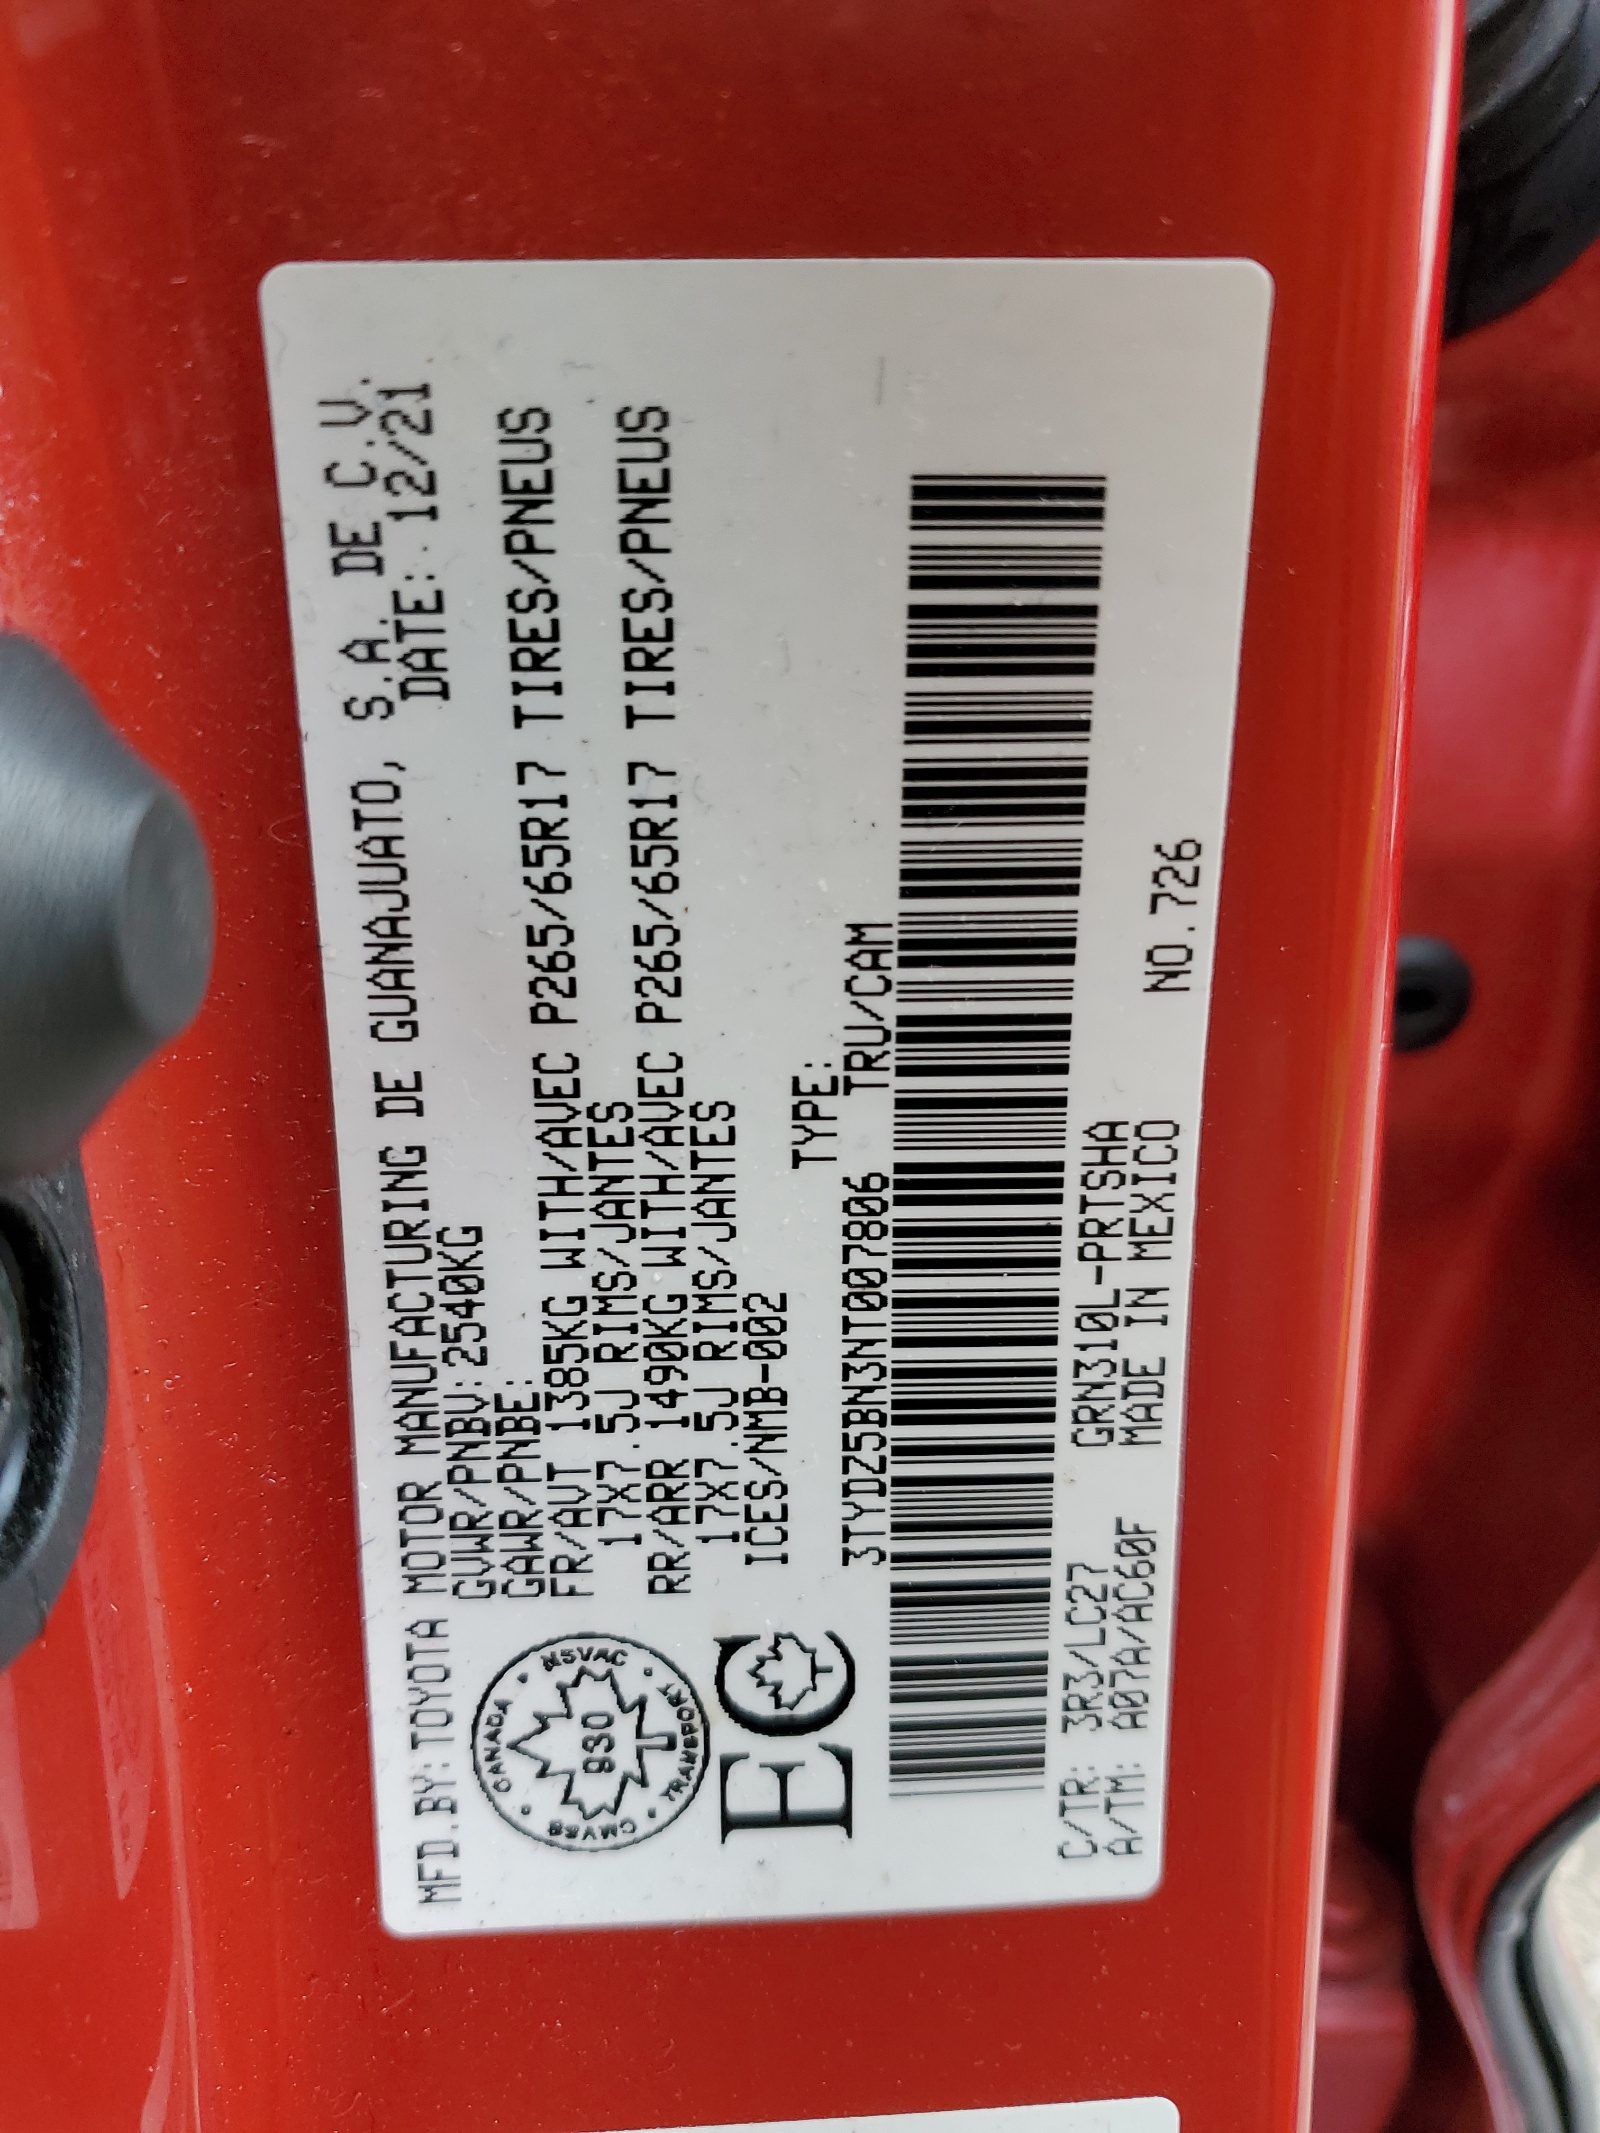 MFD.BY: TOYOTA MOTOR MANUFACTURING DE GUANAJUATO, S.A. DE C.V.
GVWR/PNBV:2540KG DATE: 12/21
GAWR/PNBE:
FR/AVT 1385KG WITH/AVEC P265/65R17 TIRES/PNEUS
17X7.5J RIMS/JANTES
RR/ARR 1490KG WITH/AVEC P265/65R17 TIRES/PNEUS
17X7.5J RIMS/JANTES
ICES/NMB-002
CANADA • NSVAC • TRANSPORT • CMVSS
930
EC
TYPE:
3TYDZ5BN3NT007806 TRU/CAM
C/TR: 3R3/LC27 GRN310L-PRTSHA
A/TM: A07A/AC60F MADE IN MEXICO NO.726